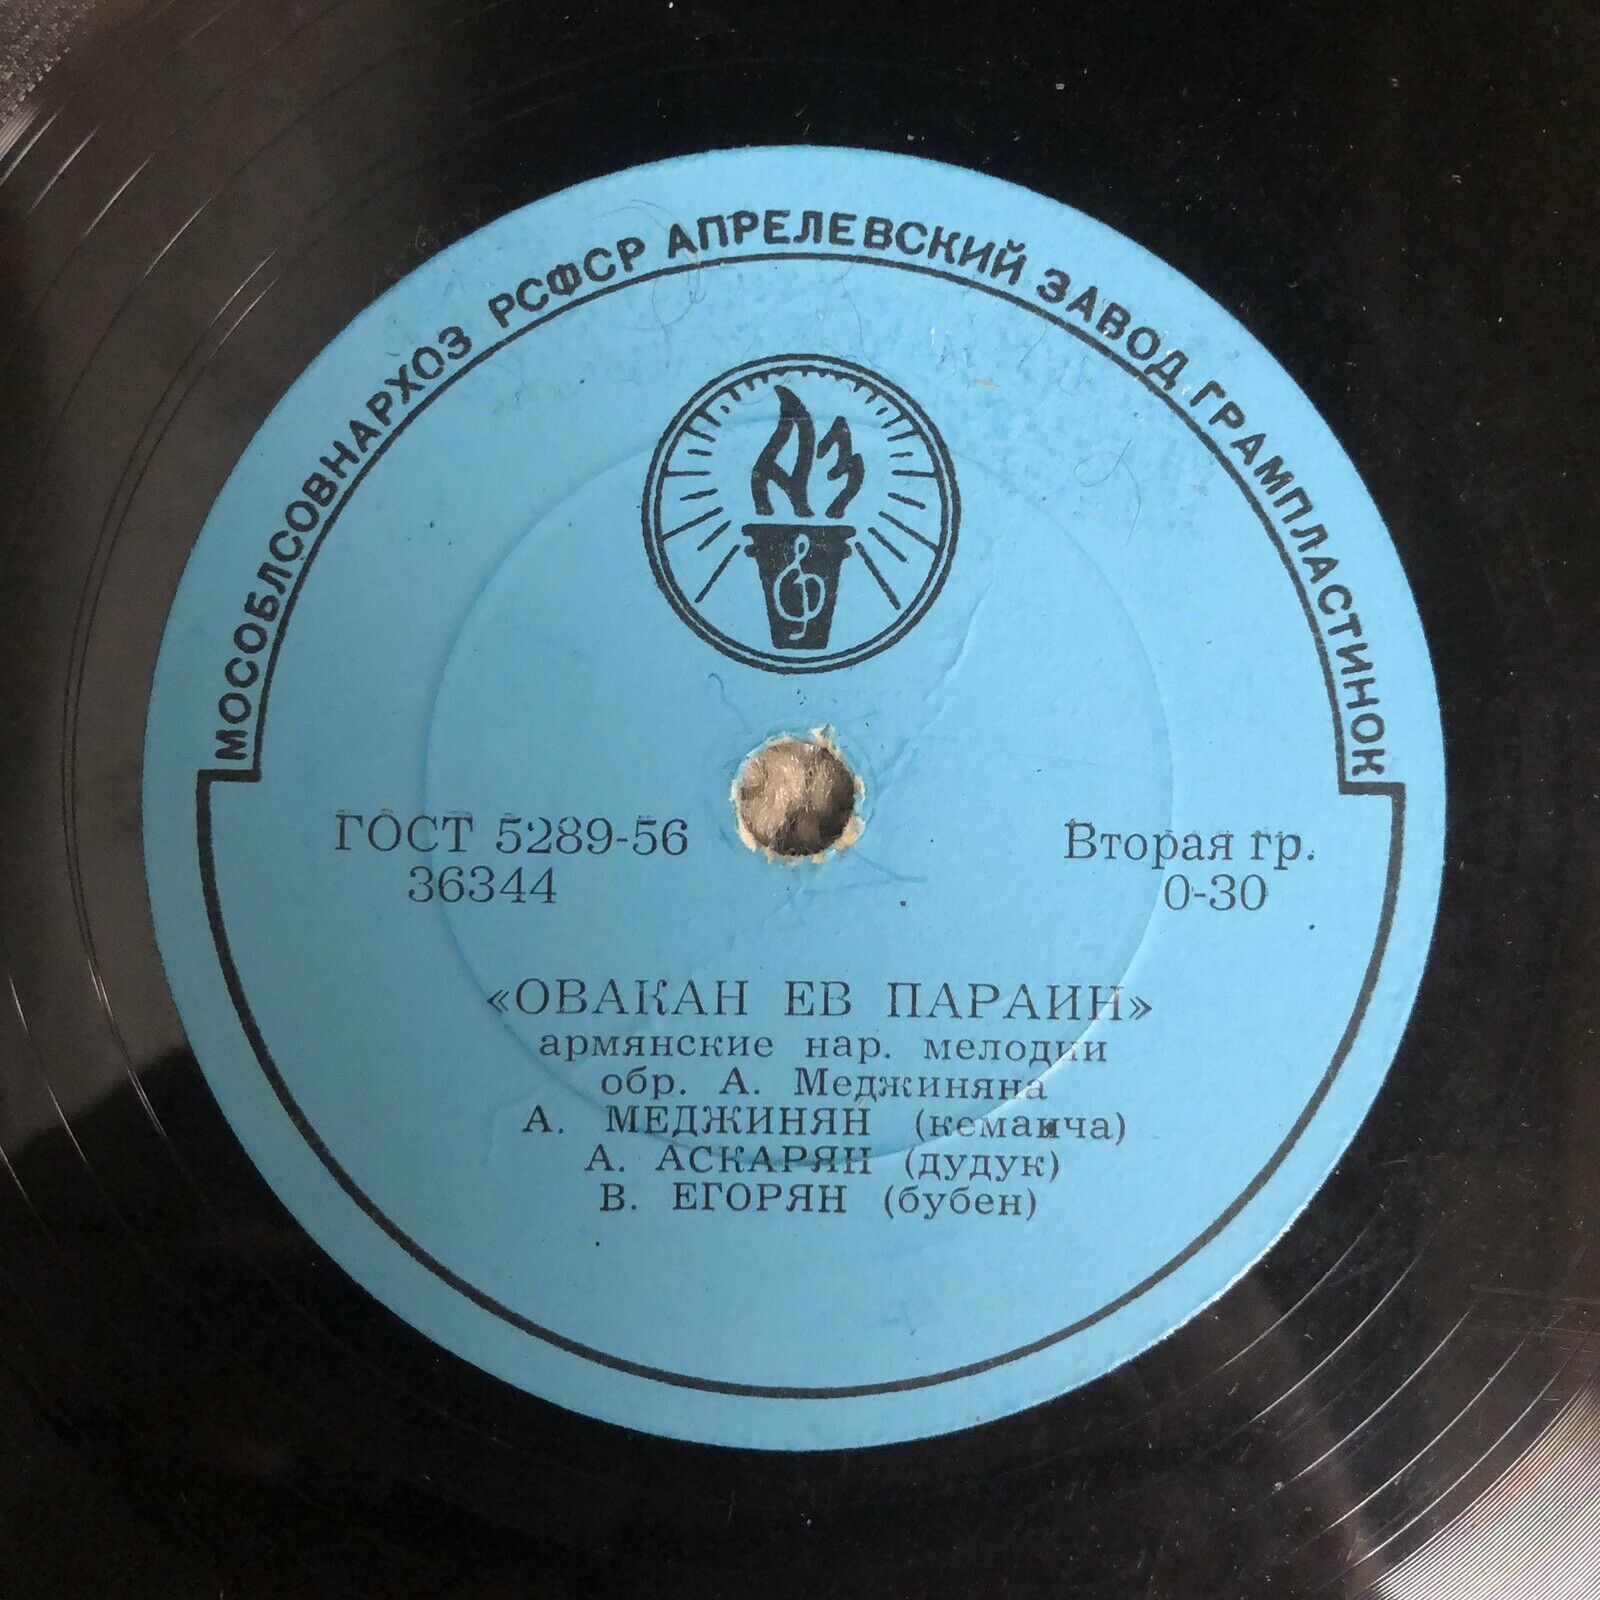 МОСОБЛСОВНАРХОЗ РСФСР АПРЕЛЕВСКИЙ ЗАВОД ГРАМПЛАСТИНОК
АЗ
ГОСТ 5289-56
36344
Вторая гр.
0-30
«ОВАКАН ЕВ ПАРАИН»
армянские нар. мелодии
обр. А. Меджиняна
А. МЕДЖИНЯН (кеманча)
А. АСКАРЯН (дудук)
В. ЕГОРЯН (бубен)